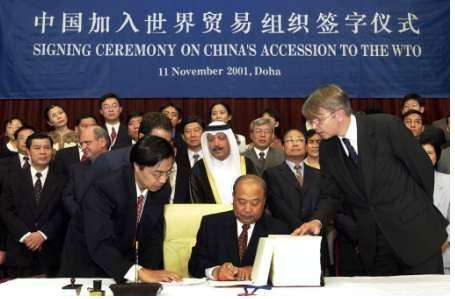 中国加入世界贸易组织签字仪式
SIGNING CEREMONY ON CHINA'S ACCESSION TO THE WTO
11 November 2001, Doha